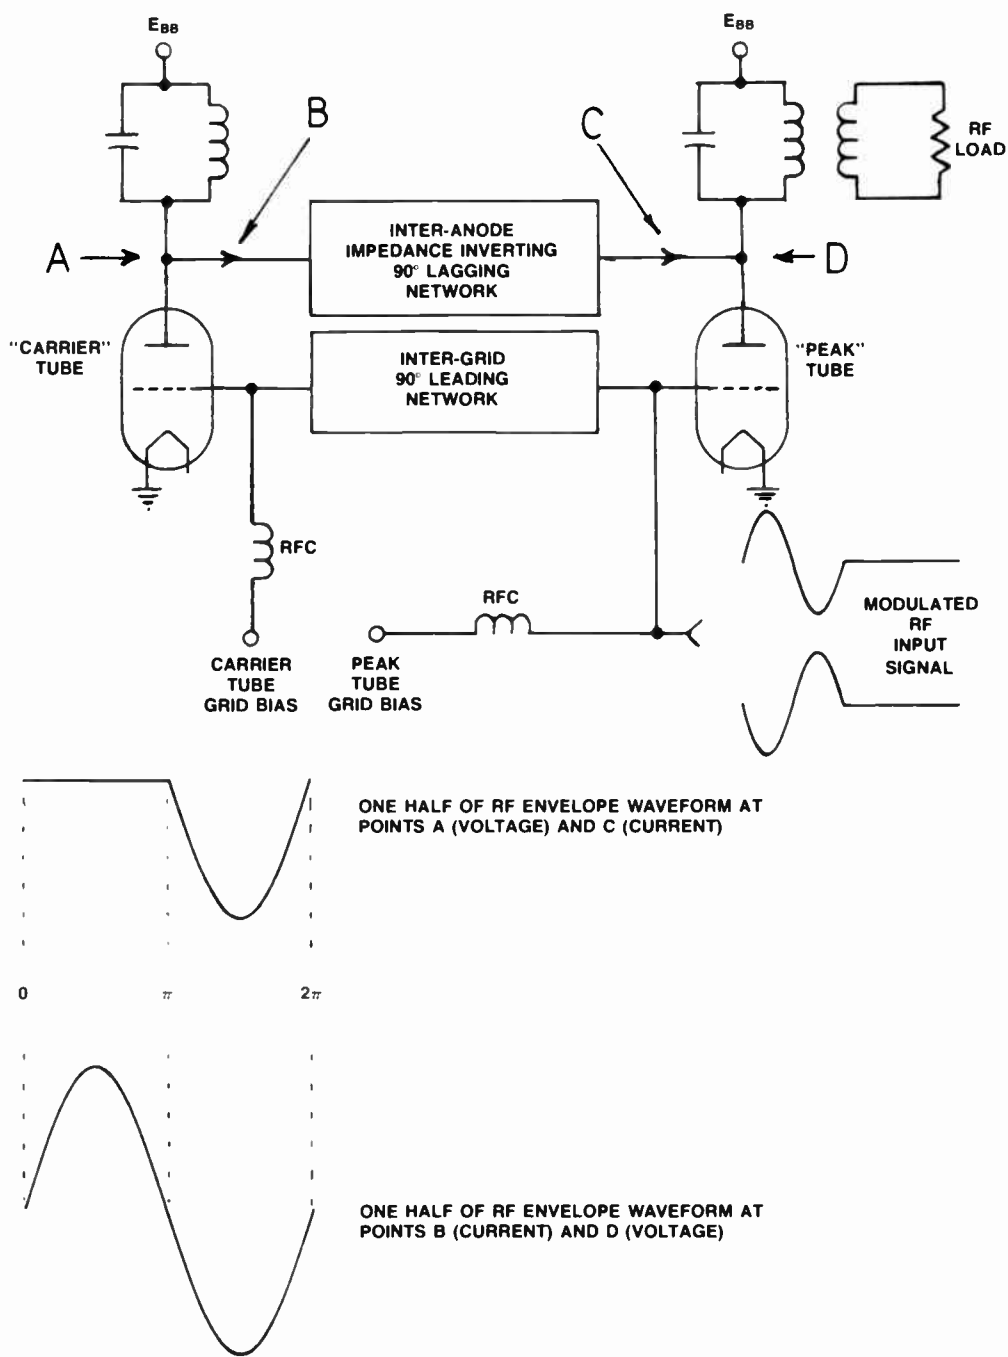 E_BB
E_BB
B
C
RF
LOAD
INTER-ANODE
IMPEDANCE INVERTING
90° LAGGING
NETWORK
A
D
"CARRIER"
TUBE
INTER-GRID
90° LEADING
NETWORK
"PEAK"
TUBE
RFC
RFC
MODULATED
RF
INPUT
SIGNAL
CARRIER
TUBE
GRID BIAS
PEAK
TUBE
GRID BIAS
ONE HALF OF RF ENVELOPE WAVEFORM AT
POINTS A (VOLTAGE) AND C (CURRENT)
0 π 2π
ONE HALF OF RF ENVELOPE WAVEFORM AT
POINTS B (CURRENT) AND D (VOLTAGE)